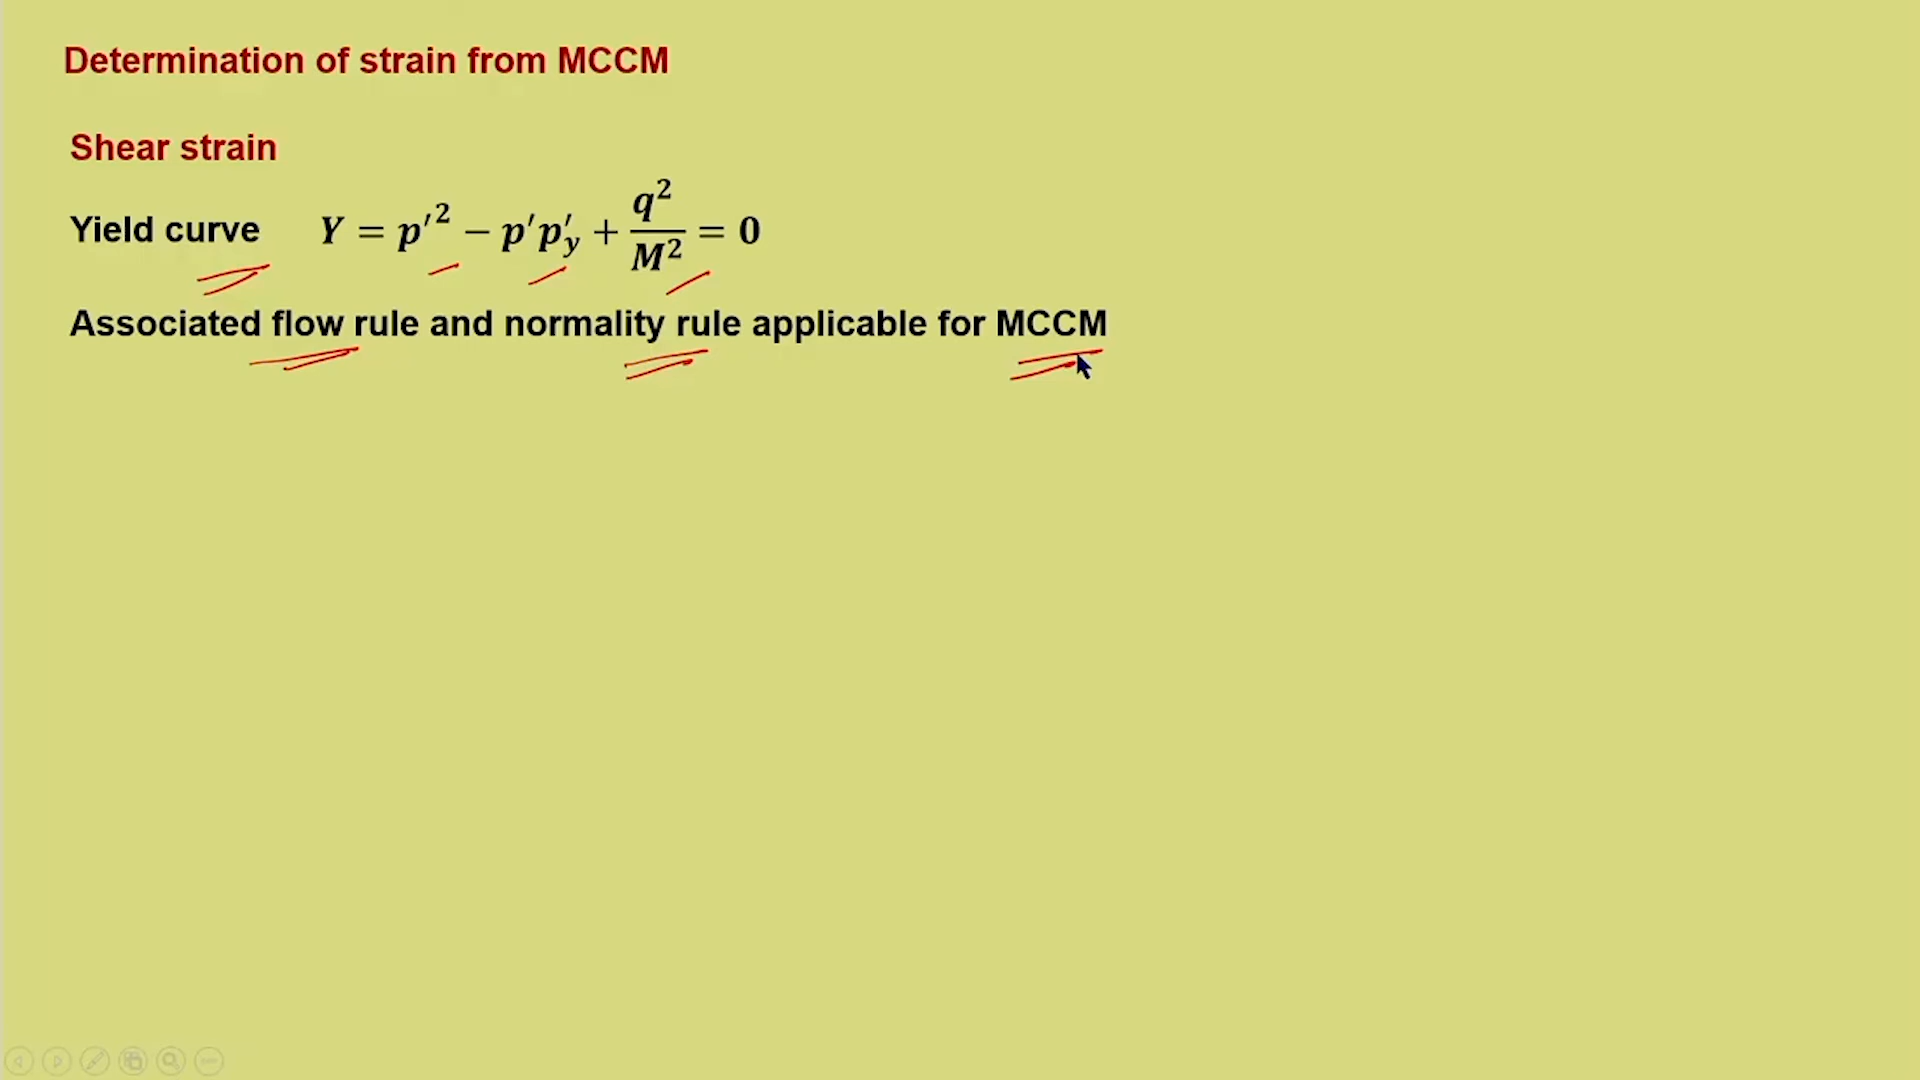 Determination of strain from MCCM
Shear strain
Yield curve Y = p′² − p′p′y + q²/M² = 0
Associated flow rule and normality rule applicable for MCCM